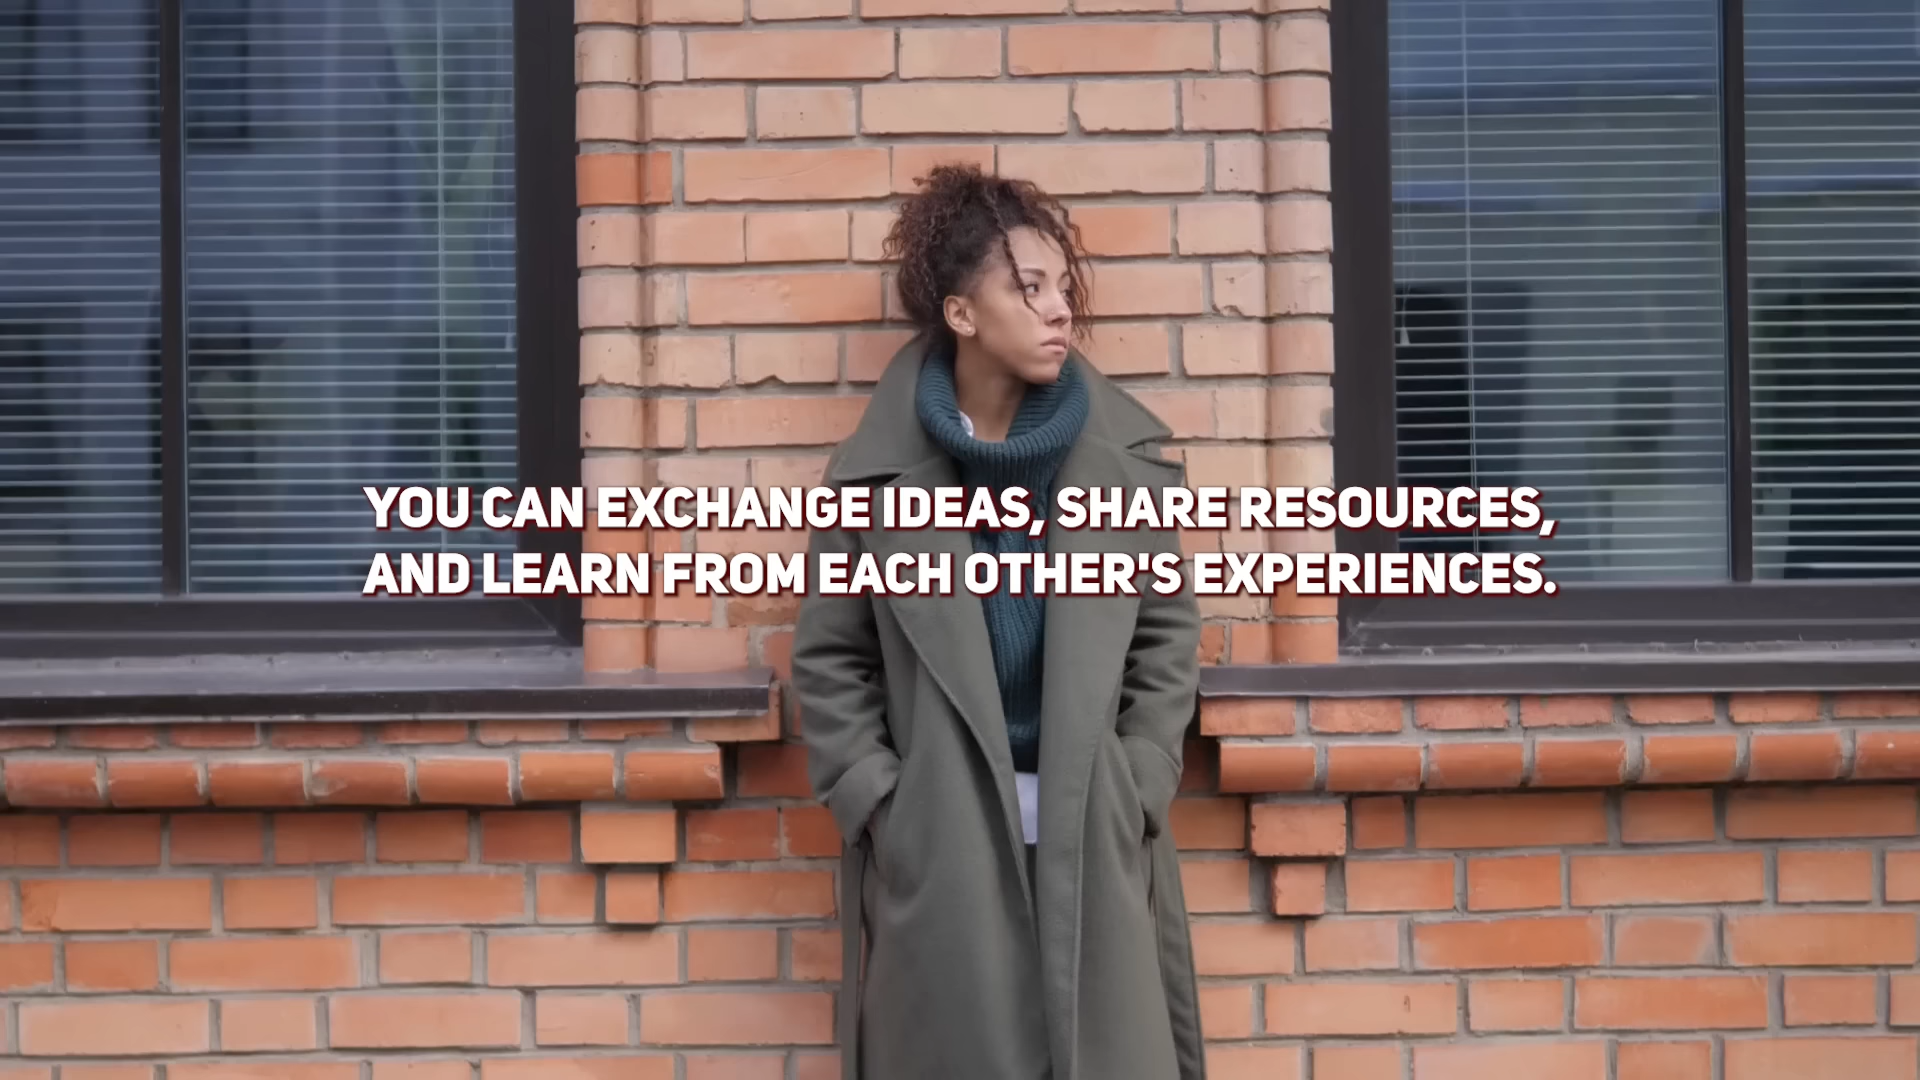 YOU CAN EXCHANGE IDEAS, SHARE RESOURCES,
AND LEARN FROM EACH OTHER'S EXPERIENCES.